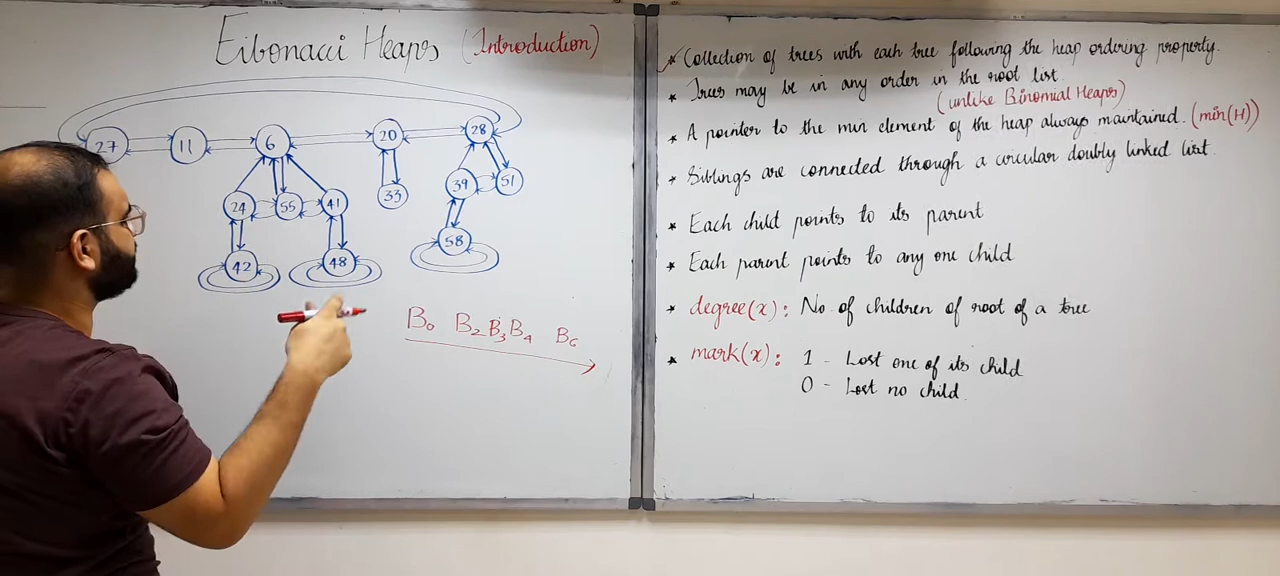 Fibonacci Heaps (Introduction)
27 11 6 20 28
24 55 41 33 39 51
42 48 58
B0 B2 B3 B4 B6
* Collection of trees with each tree following the heap ordering property.
* Trees may be in any order in the root list.
(unlike Binomial Heaps)
* A pointer to the min element of the heap always maintained. (min(H))
* Siblings are connected through a circular doubly linked list.
* Each child points to its parent
* Each parent points to any one child
* degree(x): No. of children of root of a tree
* mark(x): 1 - Lost one of its child
0 - Lost no child.